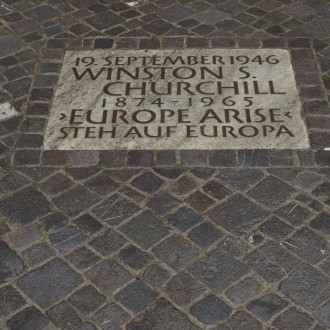 19. SEPTEMBER 1946
WINSTON S.
CHURCHILL
1874-1965
›EUROPE ARISE‹
STEH AUF EUROPA